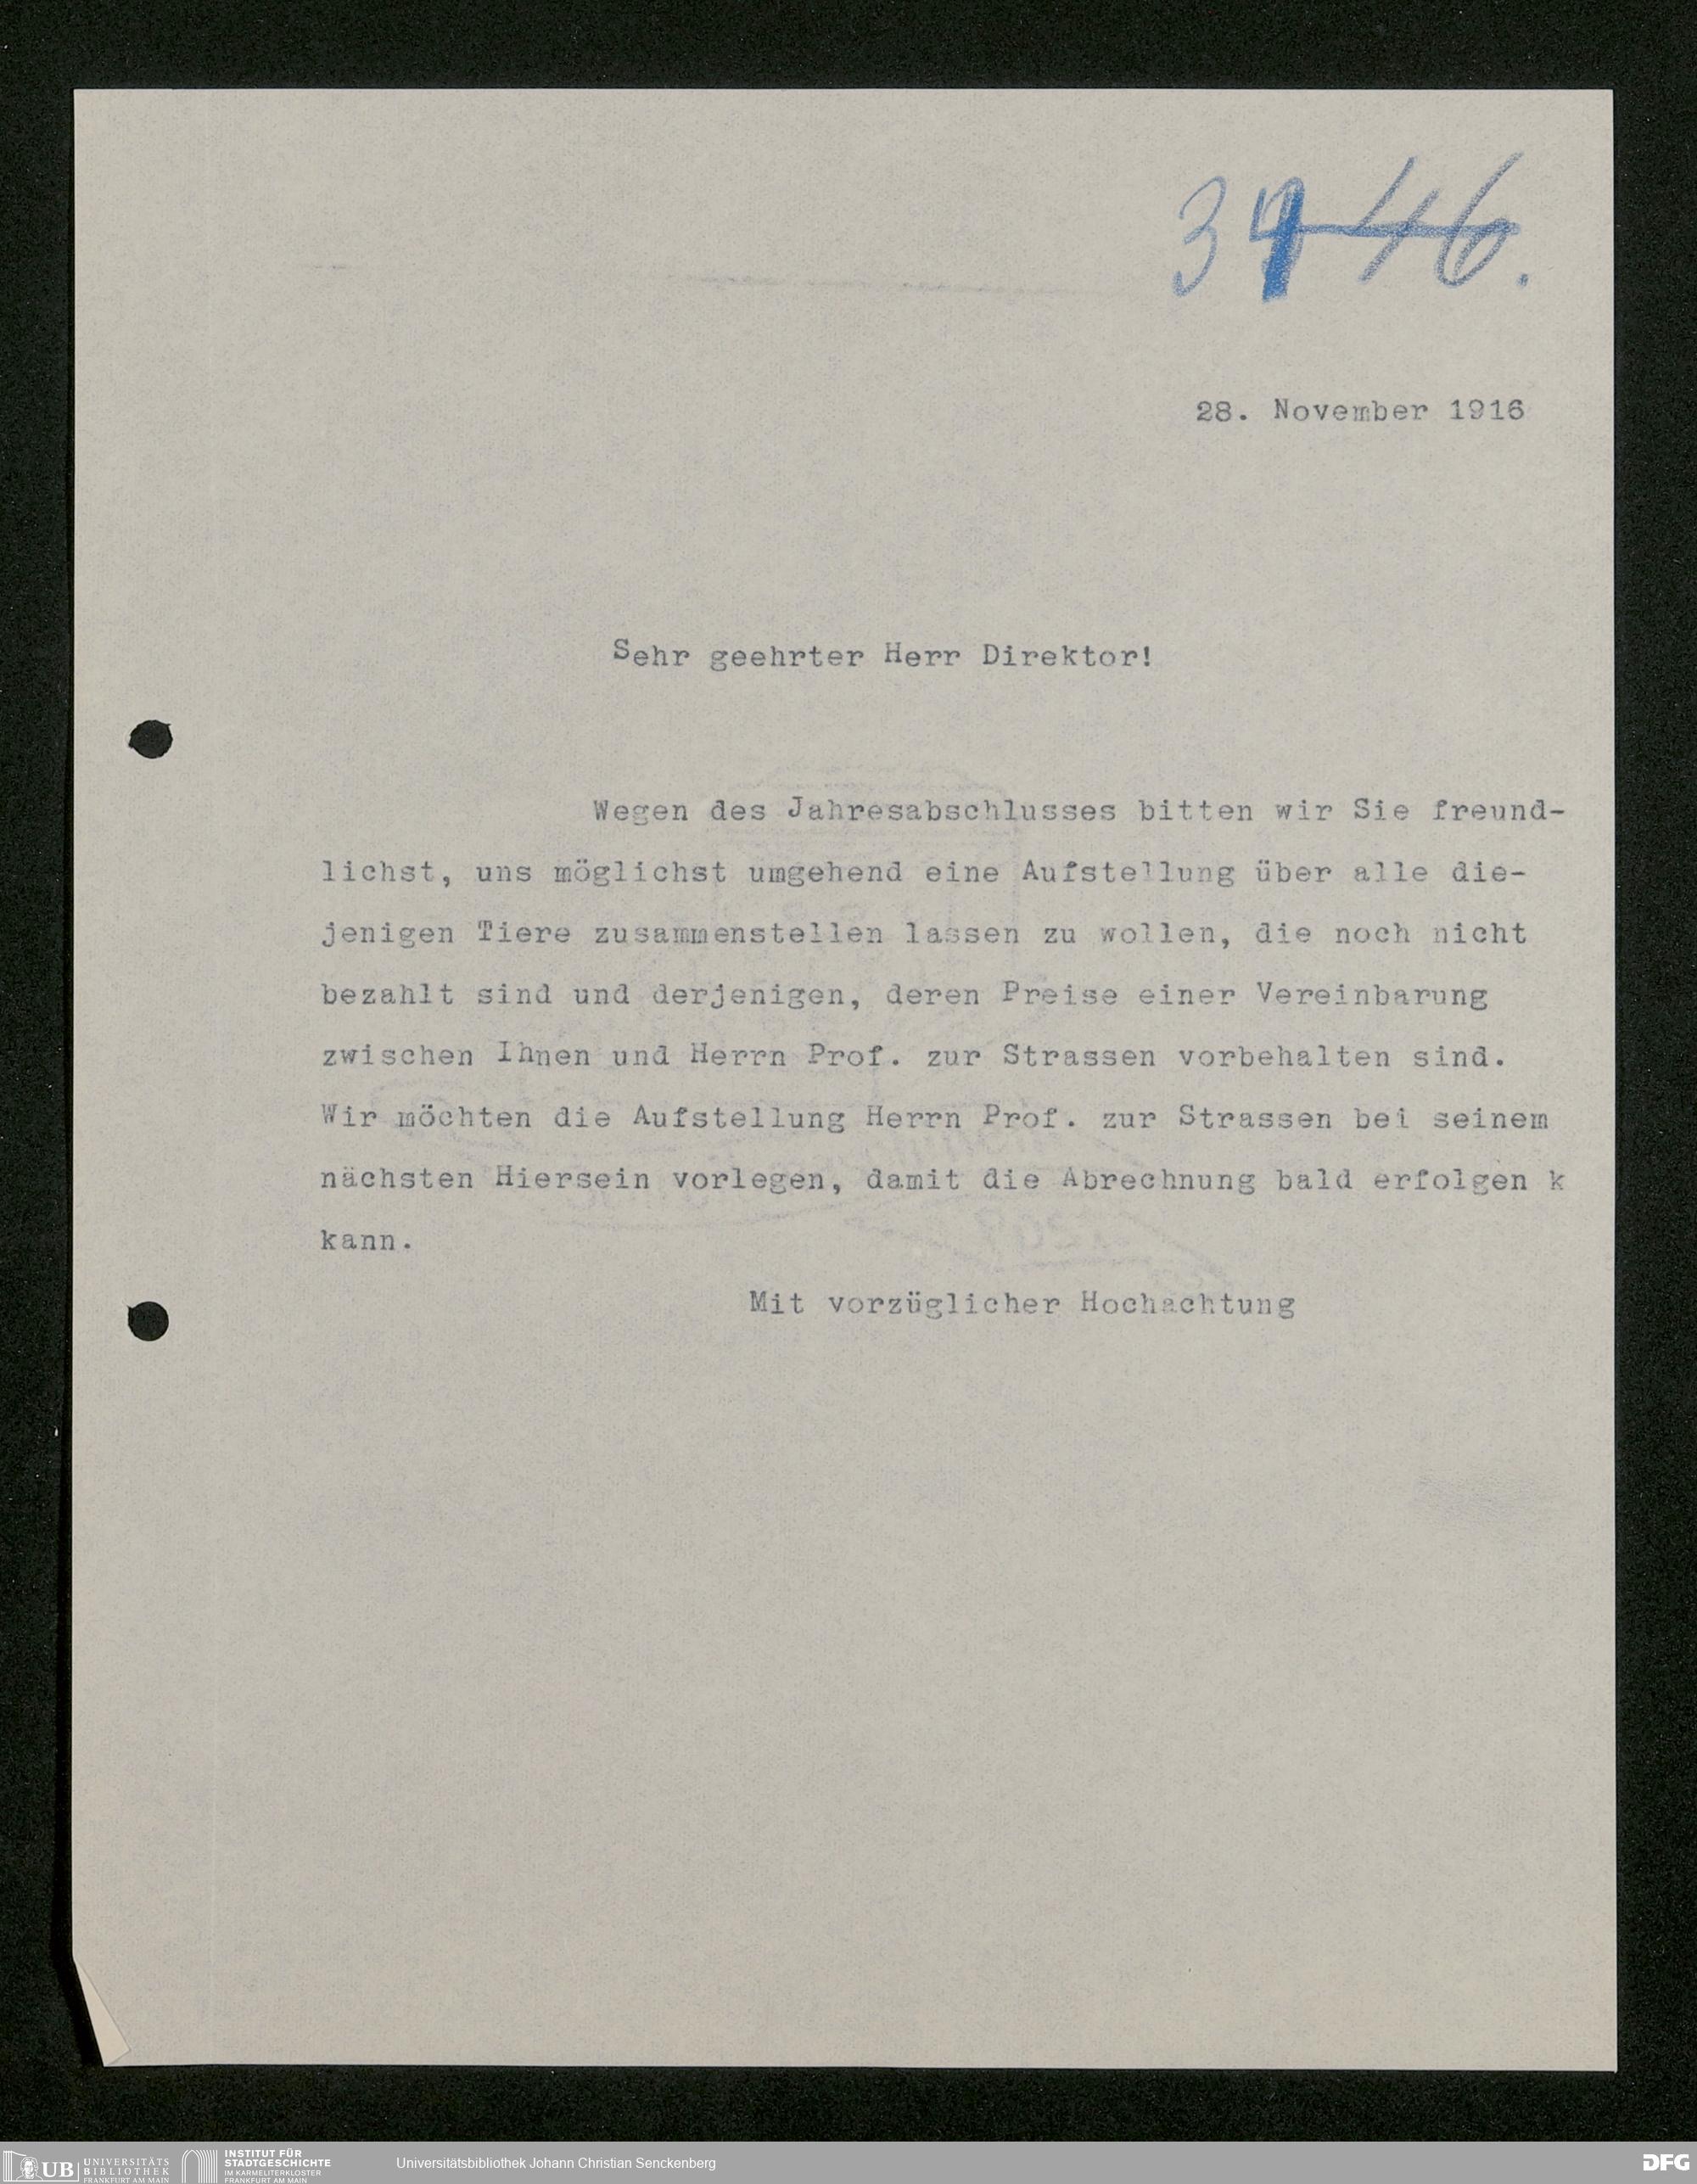 28. November 1916
Sehr geehrter Herr Direktor!
Wegen des Jahresabschlusses bitten wir Sie freund-
lichst, uns möglichst umgehend eine Aufstellung über alle die-
jenigen Tiere zusammenstellen lassen zu wollen, die noch nicht
bezahlt sind und derjenigen, deren Preise einer Vereinbarung
zwischen Ihnen und Herrn Prof. zur Strassen vorbehalten sind.
Wir möchten die Aufstellung Herrn Prof. zur Strassen bei seinem
nächsten Hiersein vorlegen, damit die Abrechnung bald erfolgen k
kann.
Mit vorzüglicher Hochachtung
UB
UNIVERSITÄTS
BIBLIOTHEK
FRANKFURT AM MAIN
INSTITUT FÜR
STADTGESCHICHTE
IM KARMELITERKLOSTER
FRANKFURT AM MAIN
Universitätsbibliothek Johann Christian Senckenberg
DFG